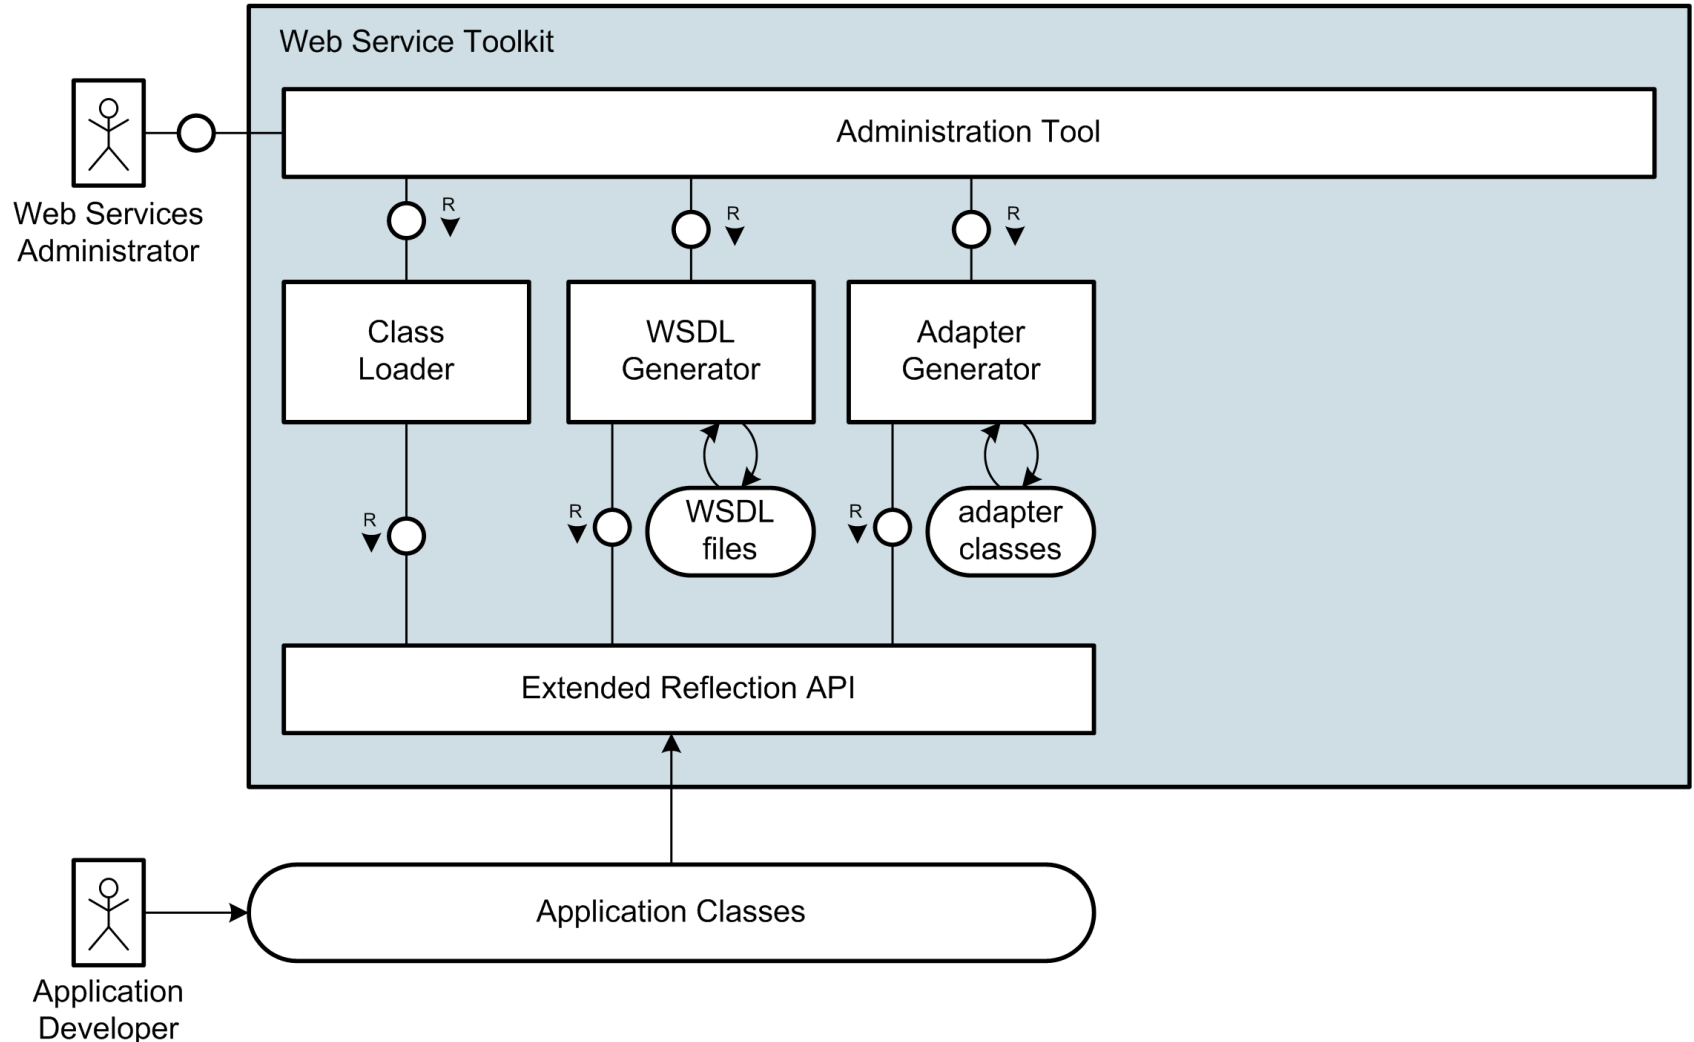 Web Service Toolkit
Administration Tool
Web Services
Administrator
R
R
R
Class
Loader
WSDL
Generator
Adapter
Generator
R
R
R
WSDL
files
adapter
classes
Extended Reflection API
Application Classes
Application
Developer